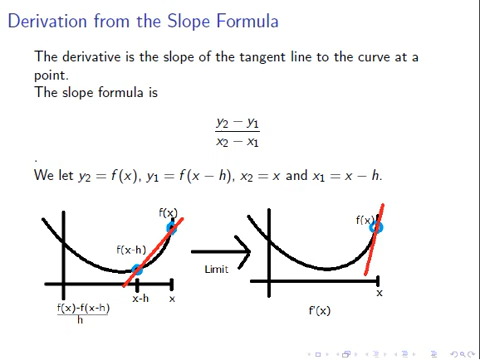 Derivation from the Slope Formula
The derivative is the slope of the tangent line to the curve at a
point.
The slope formula is
y₂ − y₁
x₂ − x₁
.
We let y₂ = f(x), y₁ = f(x − h), x₂ = x and x₁ = x − h.
f(x)
f(x)
f(x-h)
Limit
x-h
x
x
f(x)-f(x-h)
h
f'(x)